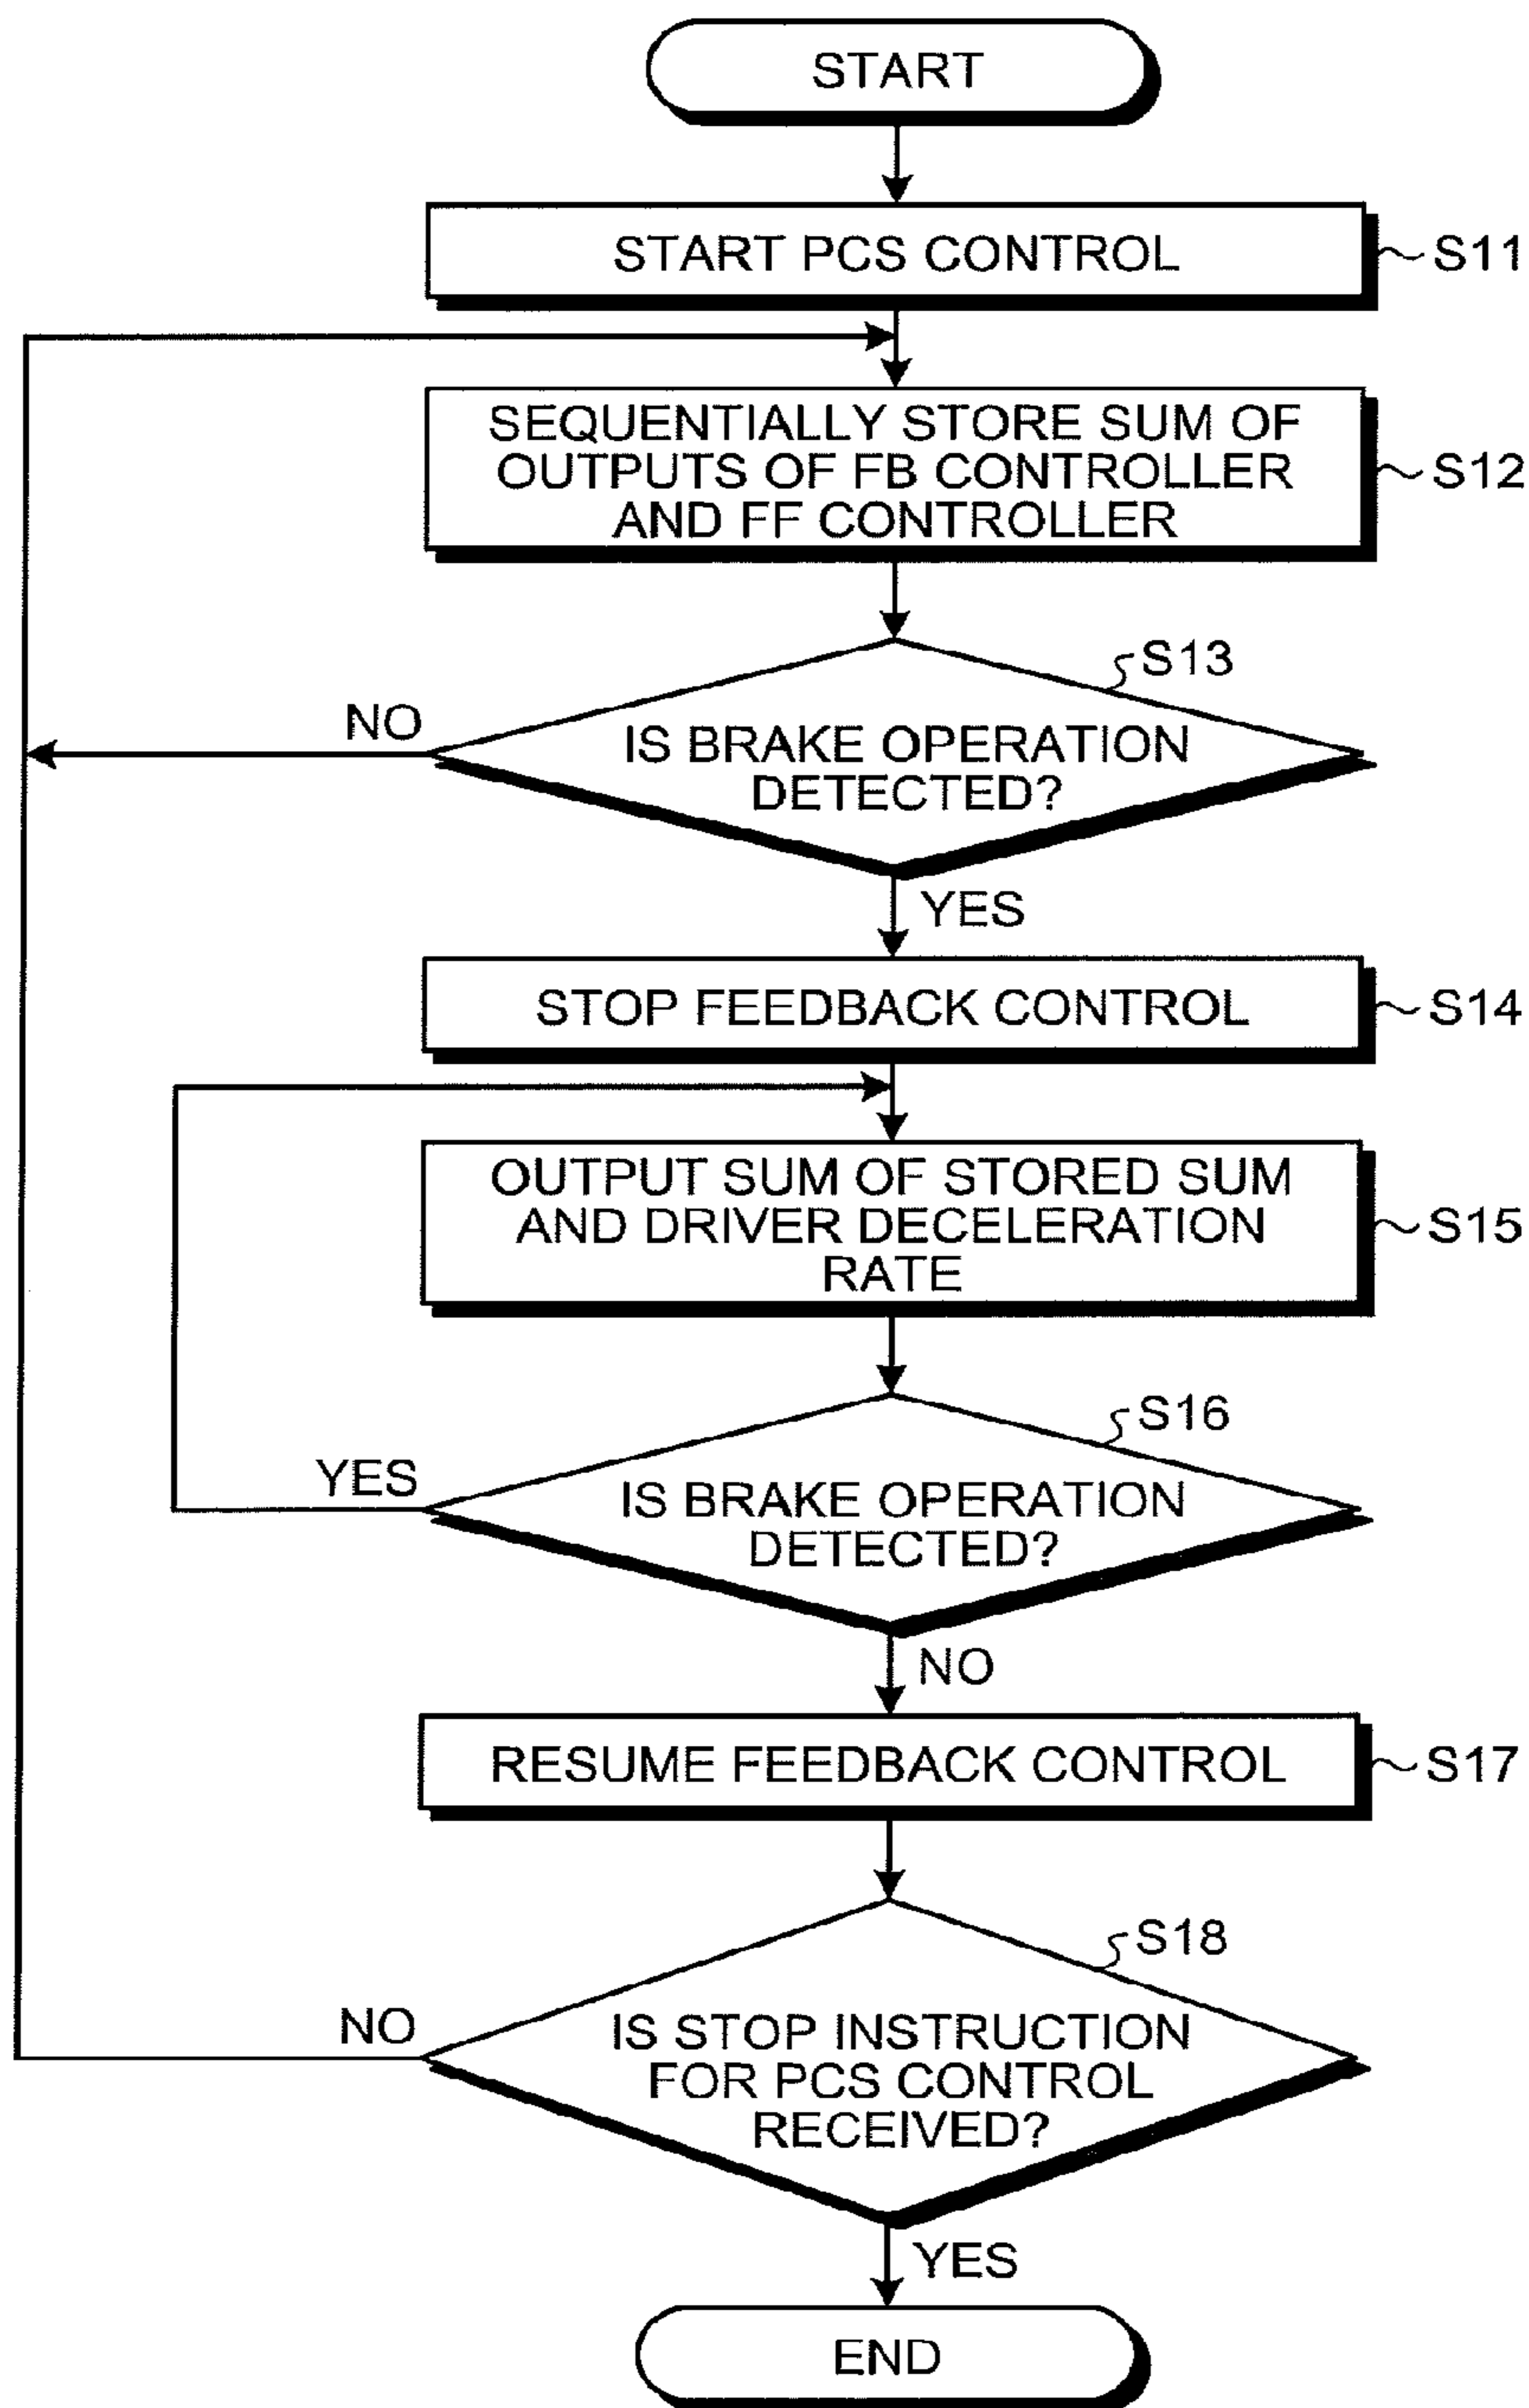 START
START PCS CONTROL
S11
SEQUENTIALLY STORE SUM OF
OUTPUTS OF FB CONTROLLER
AND FF CONTROLLER
S12
S13
NO
IS BRAKE OPERATION
DETECTED?
YES
STOP FEEDBACK CONTROL
S14
OUTPUT SUM OF STORED SUM
AND DRIVER DECELERATION
RATE
S15
S16
YES
IS BRAKE OPERATION
DETECTED?
NO
RESUME FEEDBACK CONTROL
S17
S18
NO
IS STOP INSTRUCTION
FOR PCS CONTROL
RECEIVED?
YES
END